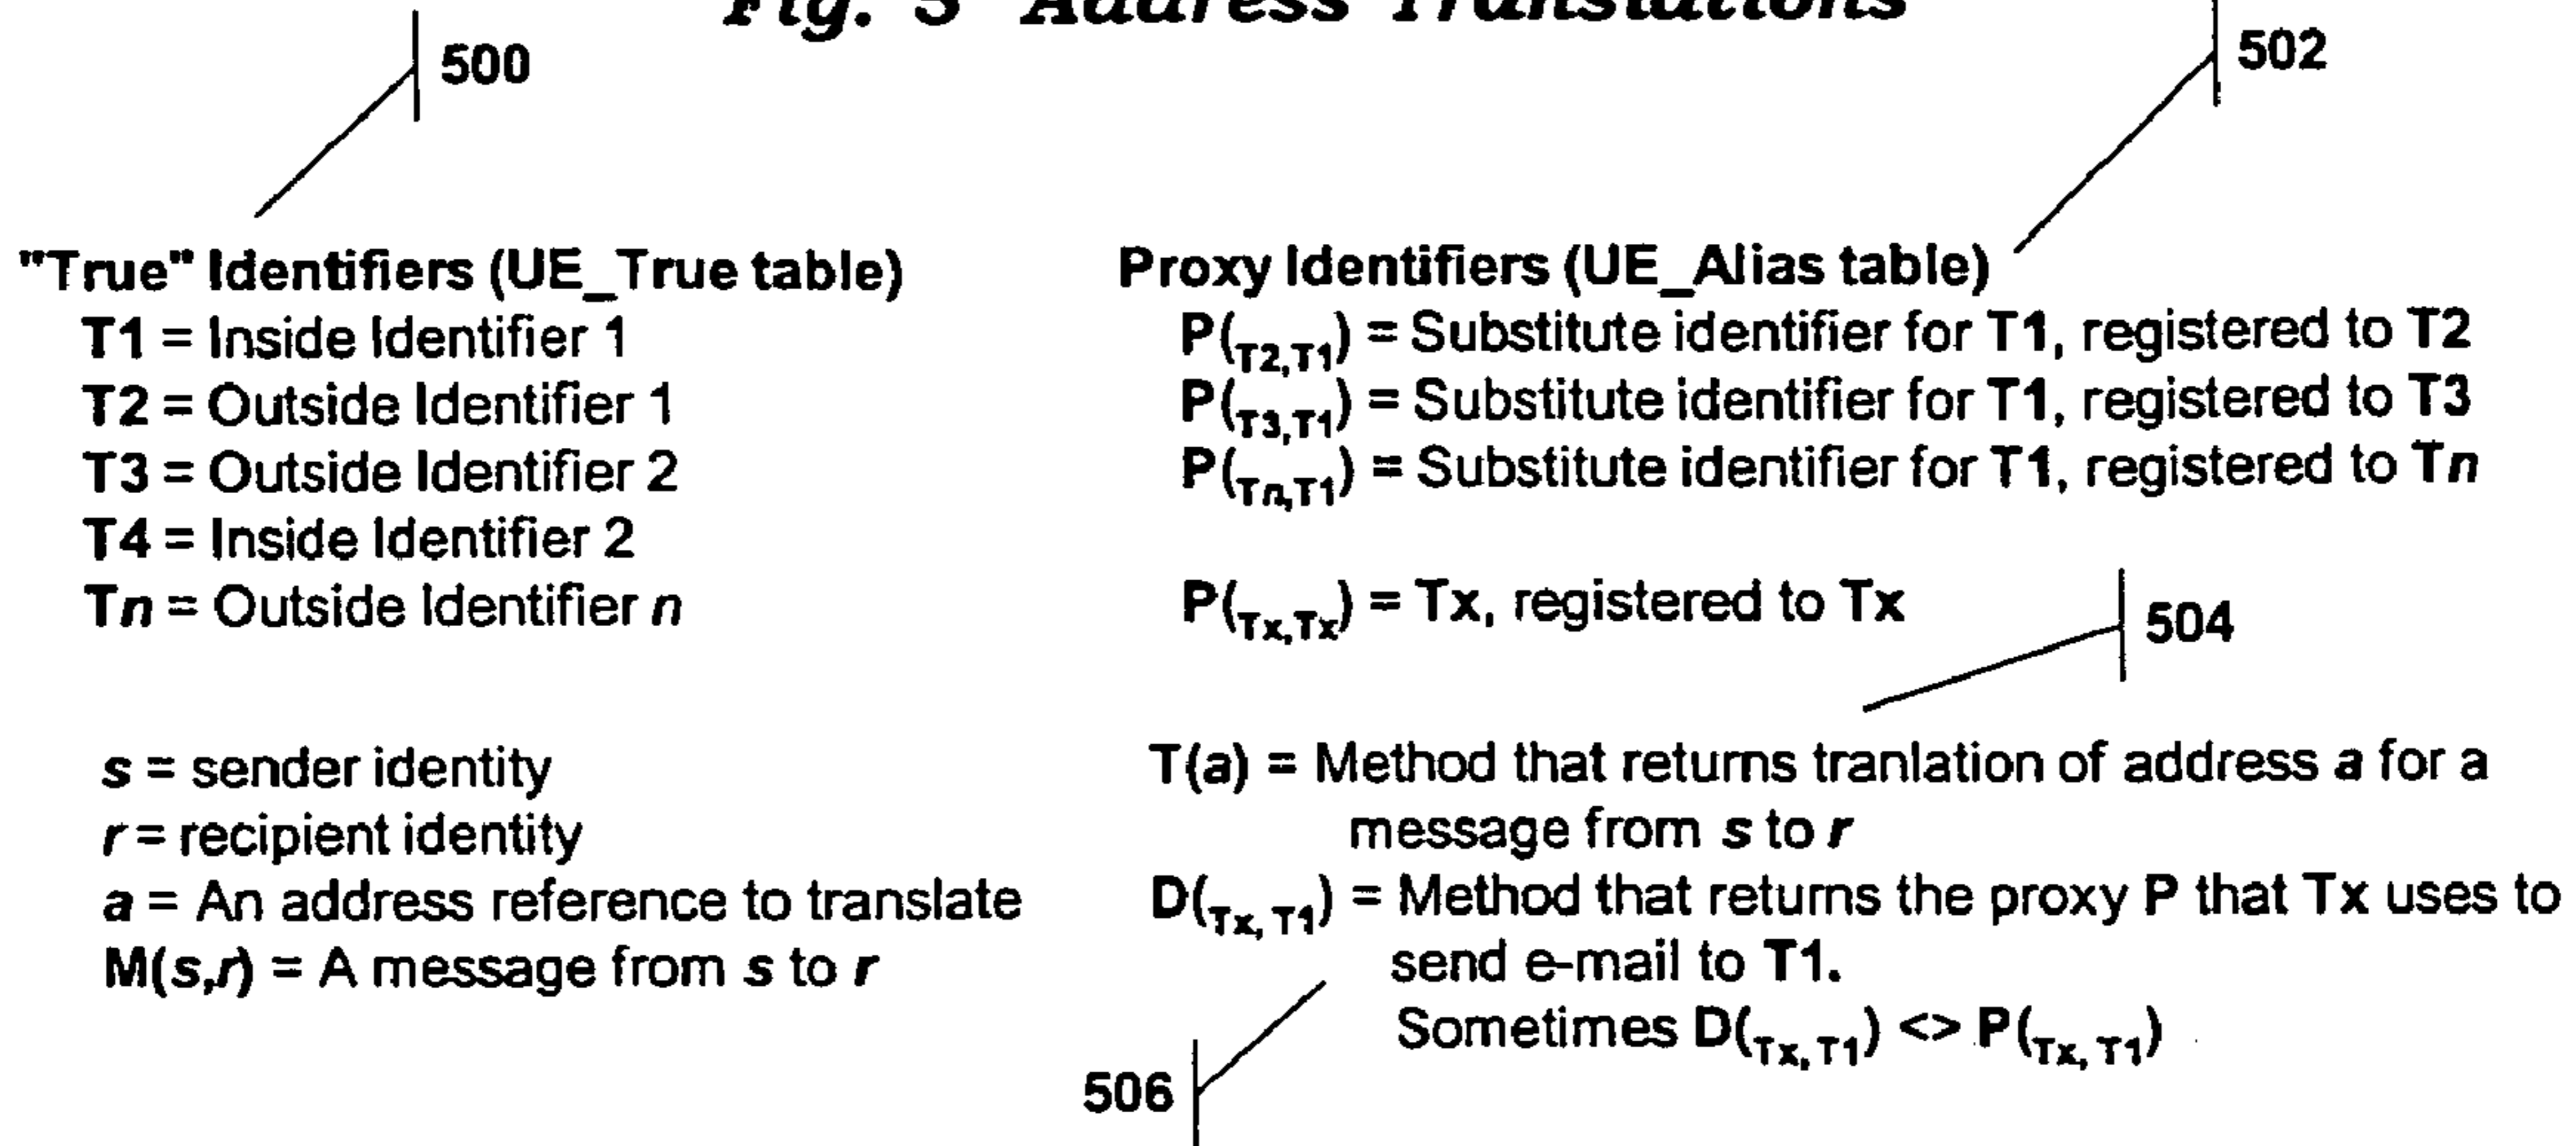 Fig. 5 Address Translations
500
502
"True" Identifiers (UE_True table)
T1 = Inside Identifier 1
T2 = Outside Identifier 1
T3 = Outside Identifier 2
T4 = Inside Identifier 2
Tn = Outside Identifier n
Proxy Identifiers (UE_Alias table)
P(T2,T1) = Substitute identifier for T1, registered to T2
P(T3,T1) = Substitute identifier for T1, registered to T3
P(Tn,T1) = Substitute identifier for T1, registered to Tn
P(Tx,Tx) = Tx, registered to Tx
504
s = sender identity
r = recipient identity
a = An address reference to translate
M(s,r) = A message from s to r
T(a) = Method that returns tranlation of address a for a
message from s to r
D(Tx, T1) = Method that returns the proxy P that Tx uses to
send e-mail to T1.
Sometimes D(Tx, T1) <> P(Tx, T1)
506